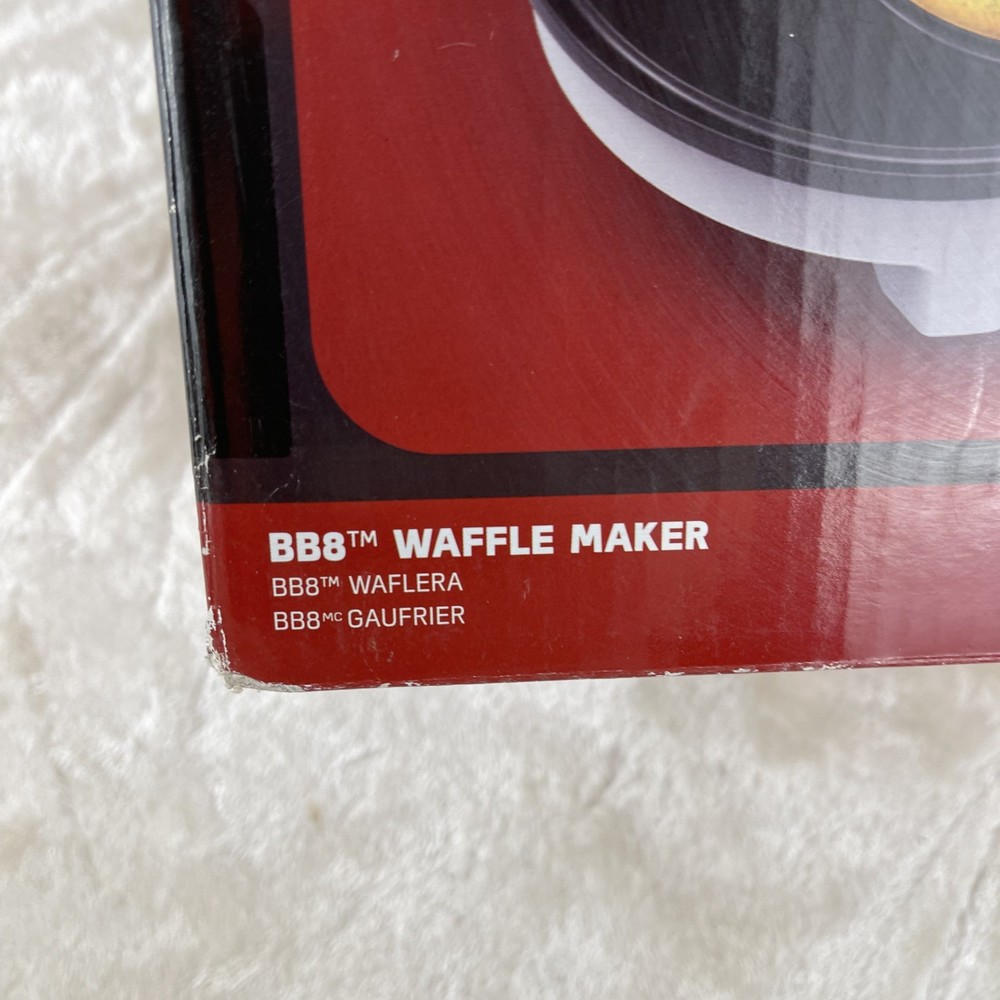 BB8™ WAFFLE MAKER
BB8™ WAFLERA
BB8ᴹᶜ GAUFRIER